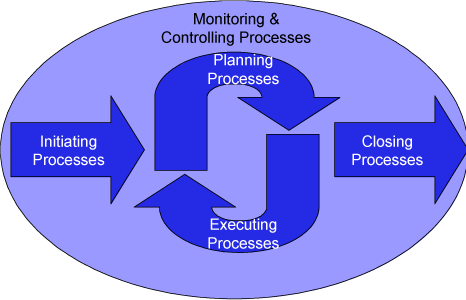 Monitoring &
Controlling Processes
Planning
Processes
Initiating
Processes
Closing
Processes
Executing
Processes